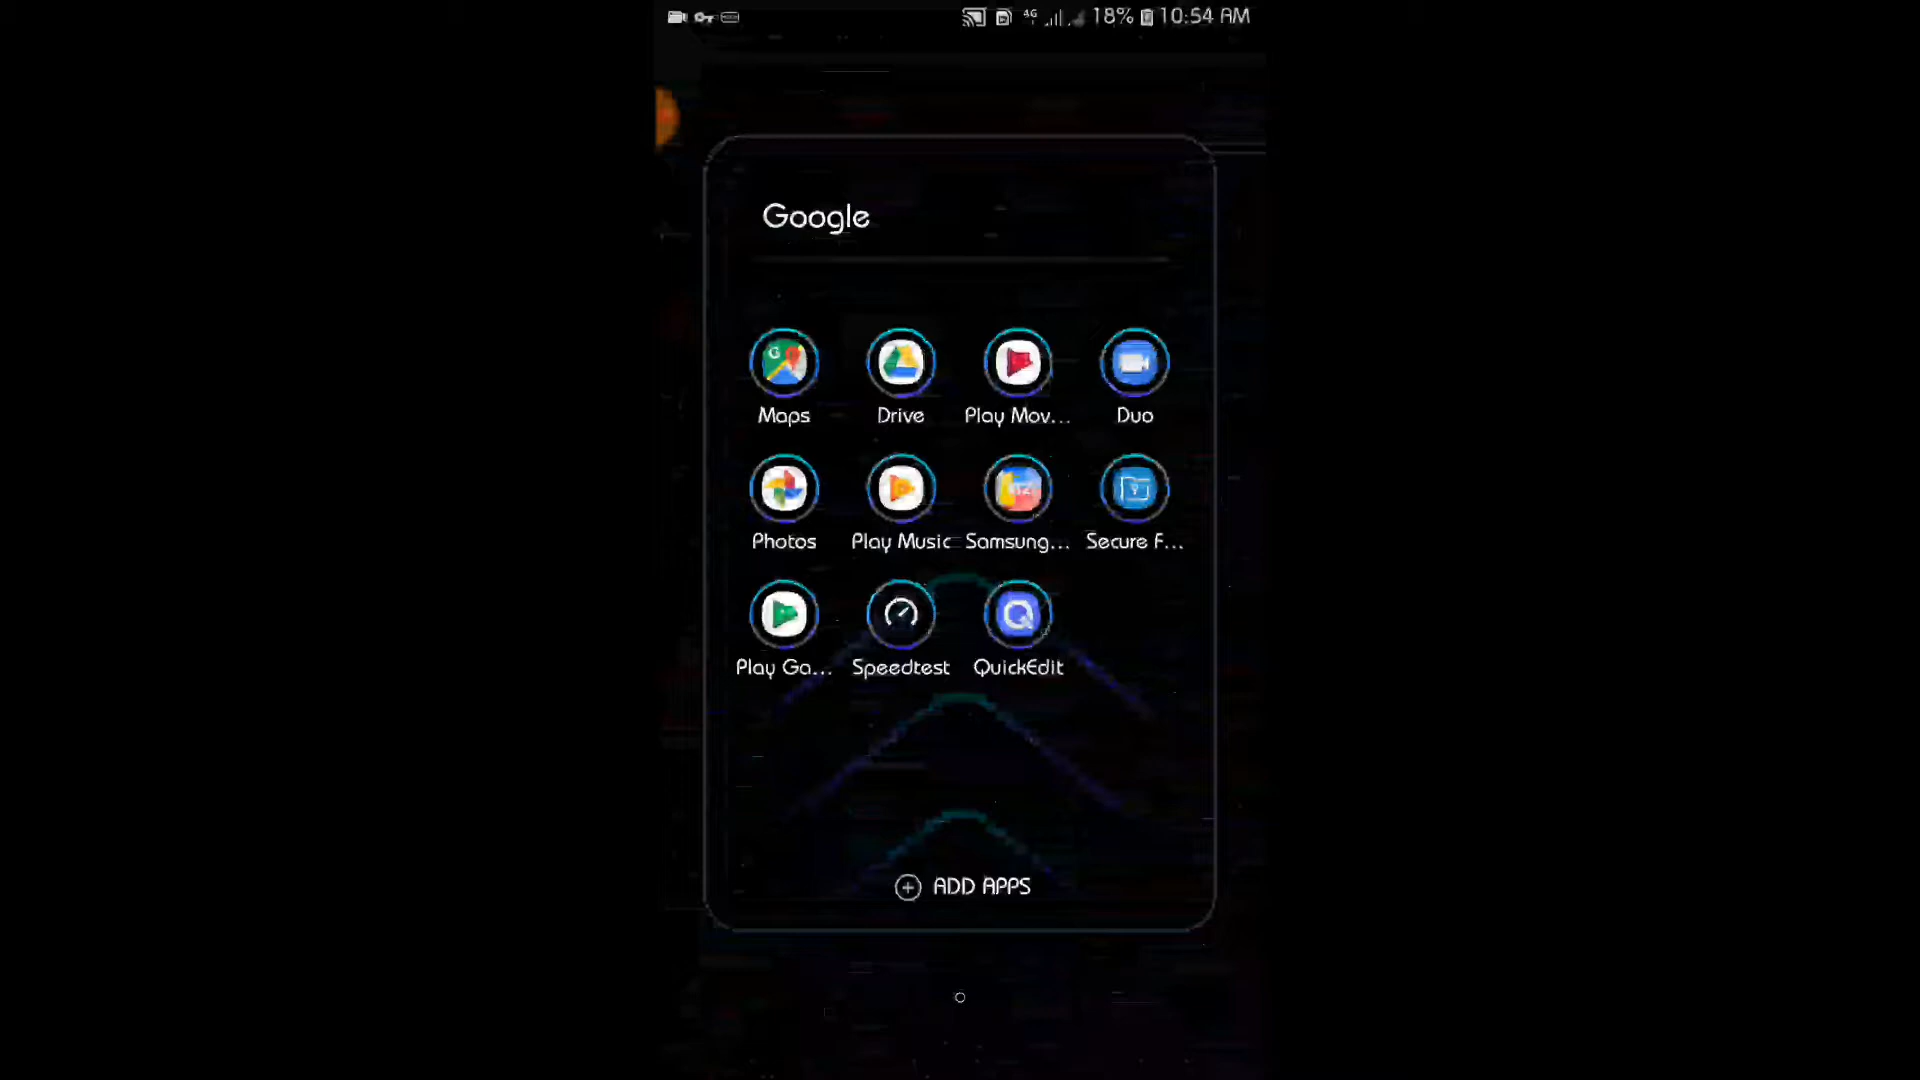 4G 18% 10:54 AM
Google
Maps Drive Play Mov... Duo
Photos Play Music Samsung... Secure F...
Play Ga... Speedtest QuickEdit
ADD APPS